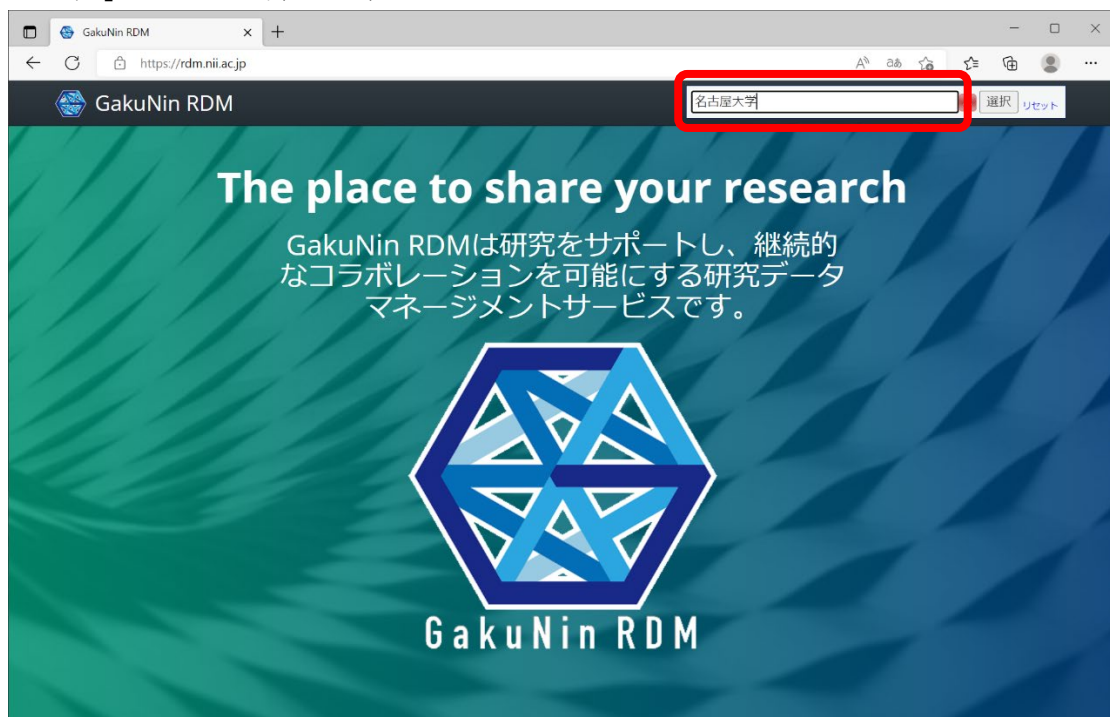 GakuNin RDM
https://rdm.nii.ac.jp
GakuNin RDM
名古屋大学
選択
リセット
The place to share your research
GakuNin RDMは研究をサポートし、継続的
なコラボレーションを可能にする研究データ
マネージメントサービスです。
GakuNin RDM